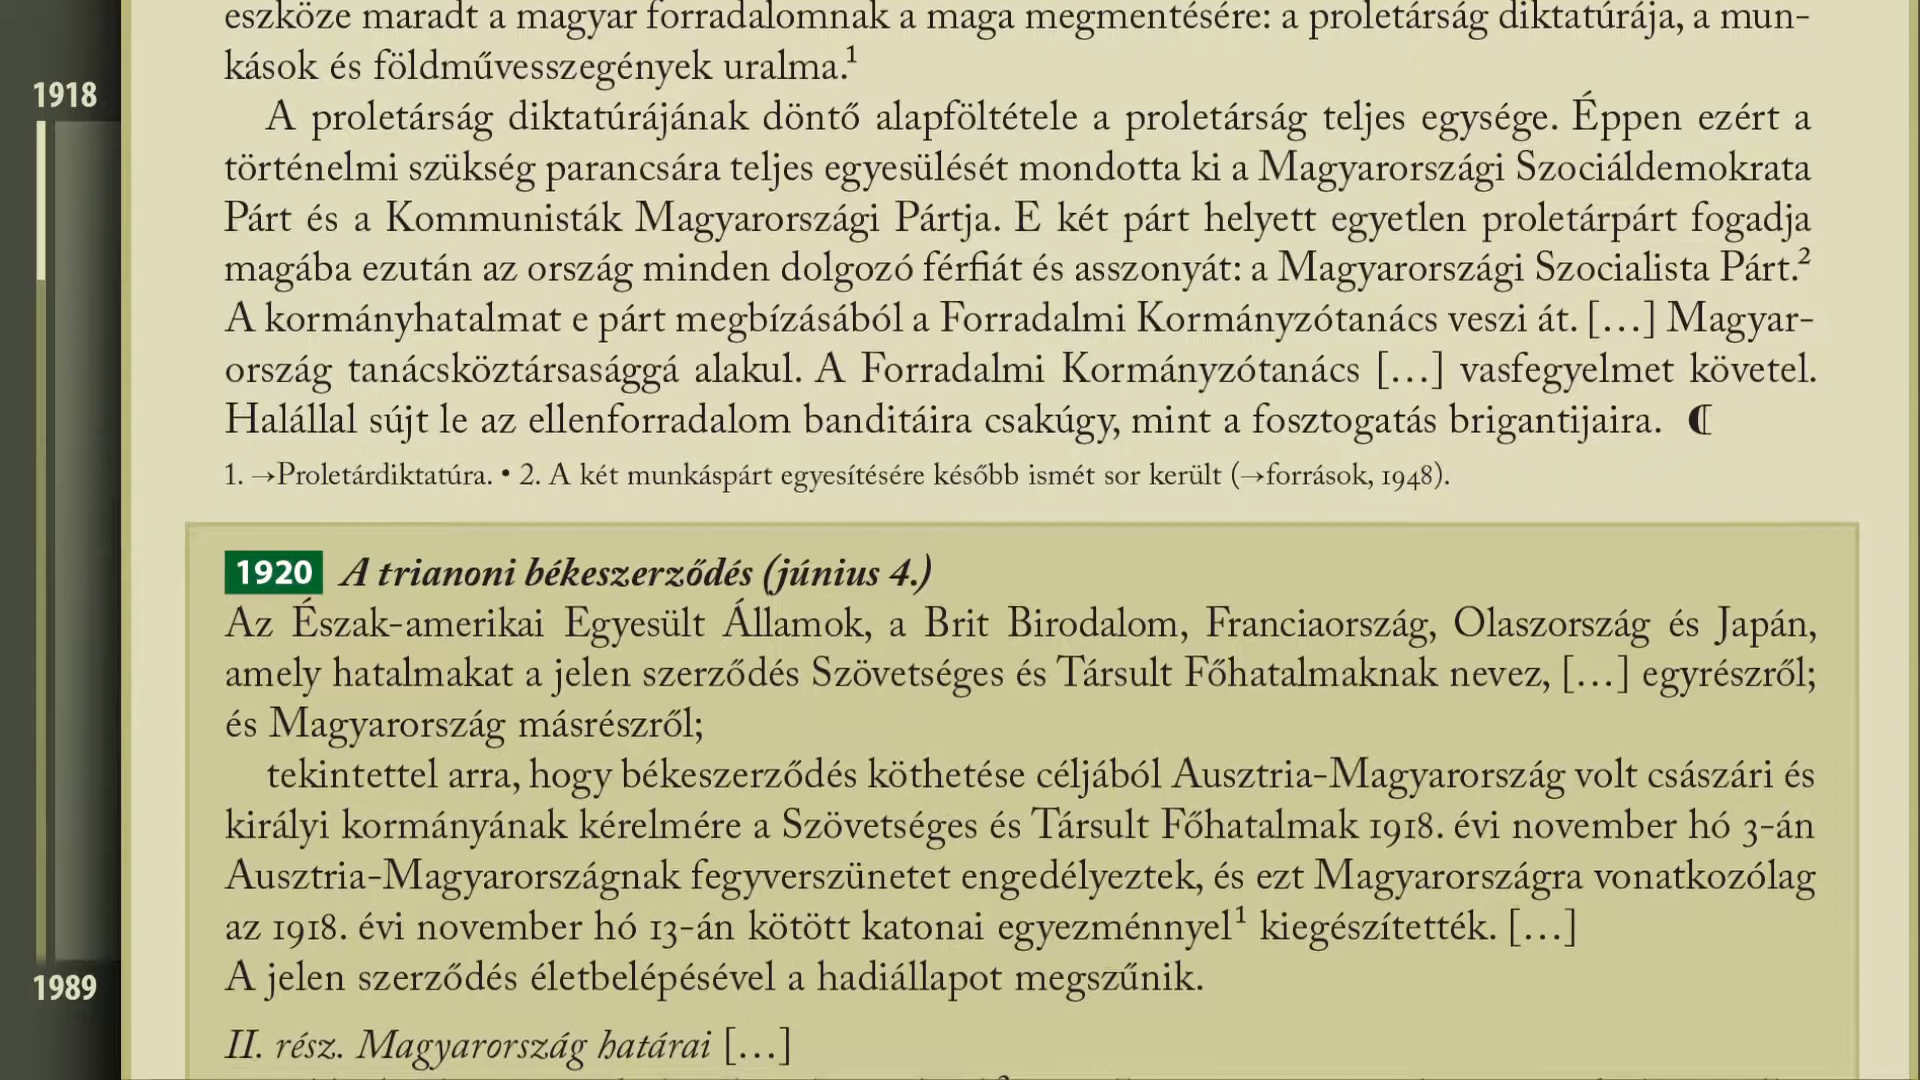 eszköze maradt a magyar forradalomnak a maga megmentésére: a proletárság diktatúrája, a mun-
kások és földművesszegények uralma.¹
1918
A proletárság diktatúrájának döntő alapföltétele a proletárság teljes egysége. Éppen ezért a
történelmi szükség parancsára teljes egyesülését mondotta ki a Magyarországi Szociáldemokrata
Párt és a Kommunisták Magyarországi Pártja. E két párt helyett egyetlen proletárpárt fogadja
magába ezután az ország minden dolgozó férfiát és asszonyát: a Magyarországi Szocialista Párt.²
A kormányhatalmat e párt megbízásából a Forradalmi Kormányzótanács veszi át. […] Magyar-
ország tanácsköztársasággá alakul. A Forradalmi Kormányzótanács […] vasfegyelmet követel.
Halállal sújt le az ellenforradalom banditáira csakúgy, mint a fosztogatás brigantijaira.
1. →Proletárdiktatúra. • 2. A két munkáspárt egyesítésére később ismét sor került (→források, 1948).
1920 A trianoni békeszerződés (június 4.)
Az Észak-amerikai Egyesült Államok, a Brit Birodalom, Franciaország, Olaszország és Japán,
amely hatalmakat a jelen szerződés Szövetséges és Társult Főhatalmaknak nevez, […] egyrészről;
és Magyarország másrészről;
tekintettel arra, hogy békeszerződés köthetése céljából Ausztria-Magyarország volt császári és
királyi kormányának kérelmére a Szövetséges és Társult Főhatalmak 1918. évi november hó 3-án
Ausztria-Magyarországnak fegyverszünetet engedélyeztek, és ezt Magyarországra vonatkozólag
az 1918. évi november hó 13-án kötött katonai egyezménnyel¹ kiegészítették. […]
A jelen szerződés életbelépésével a hadiállapot megszűnik.
1989
II. rész. Magyarország határai […]